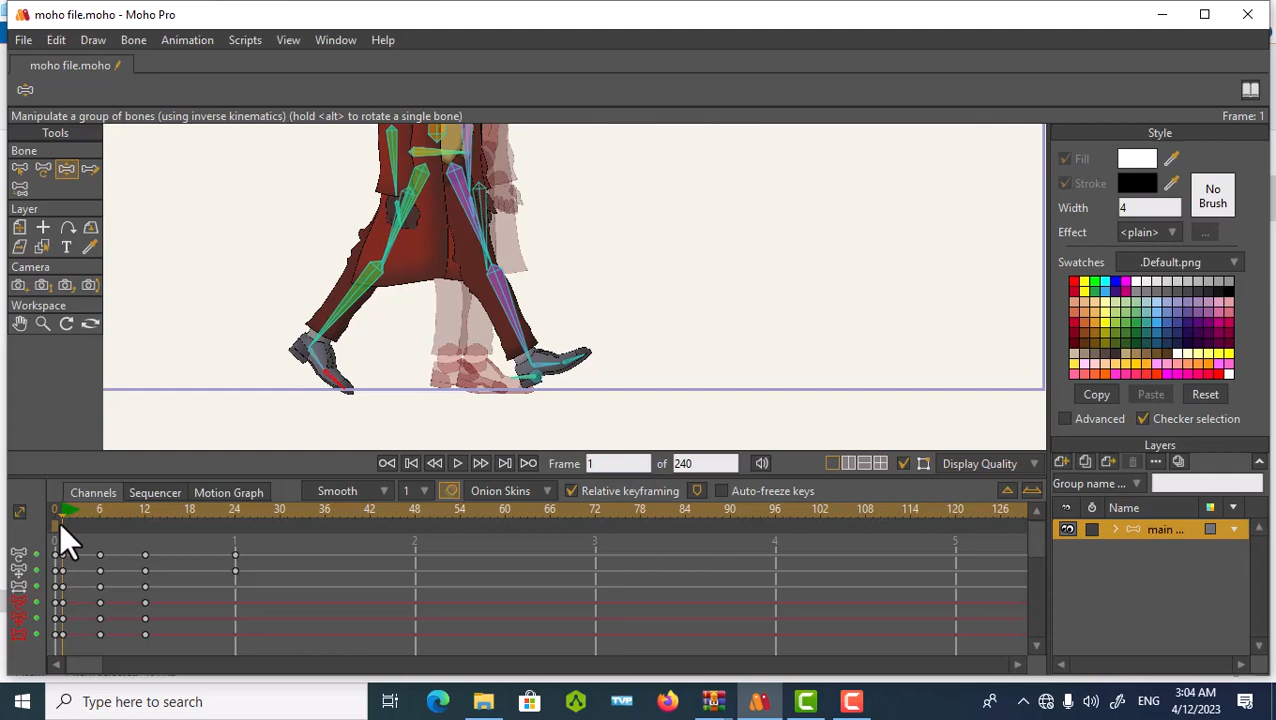 moho file.moho - Moho Pro
File Edit Draw Bone Animation Scripts View Window Help
moho file.moho
Manipulate a group of bones (using inverse kinematics) (hold <alt> to rotate a single bone) Frame: 1
Tools
Bone
Layer
T
Camera
Workspace
Style
Fill
Stroke
No Brush
Width 4
Effect <plain> ...
Swatches .Default.png
Copy Paste Reset
Advanced Checker selection
Layers
Group name ...
Name
main ...
Frame 1 of 240 Display Quality
Channels Sequencer Motion Graph Smooth 1 Onion Skins Relative keyframing Auto-freeze keys
0 6 12 18 24 30 36 42 48 54 60 66 72 78 84 90 96 102 108 114 120 126
0 1 2 3 4 5
Type here to search
TVP
ENG
3:04 AM
4/12/2023